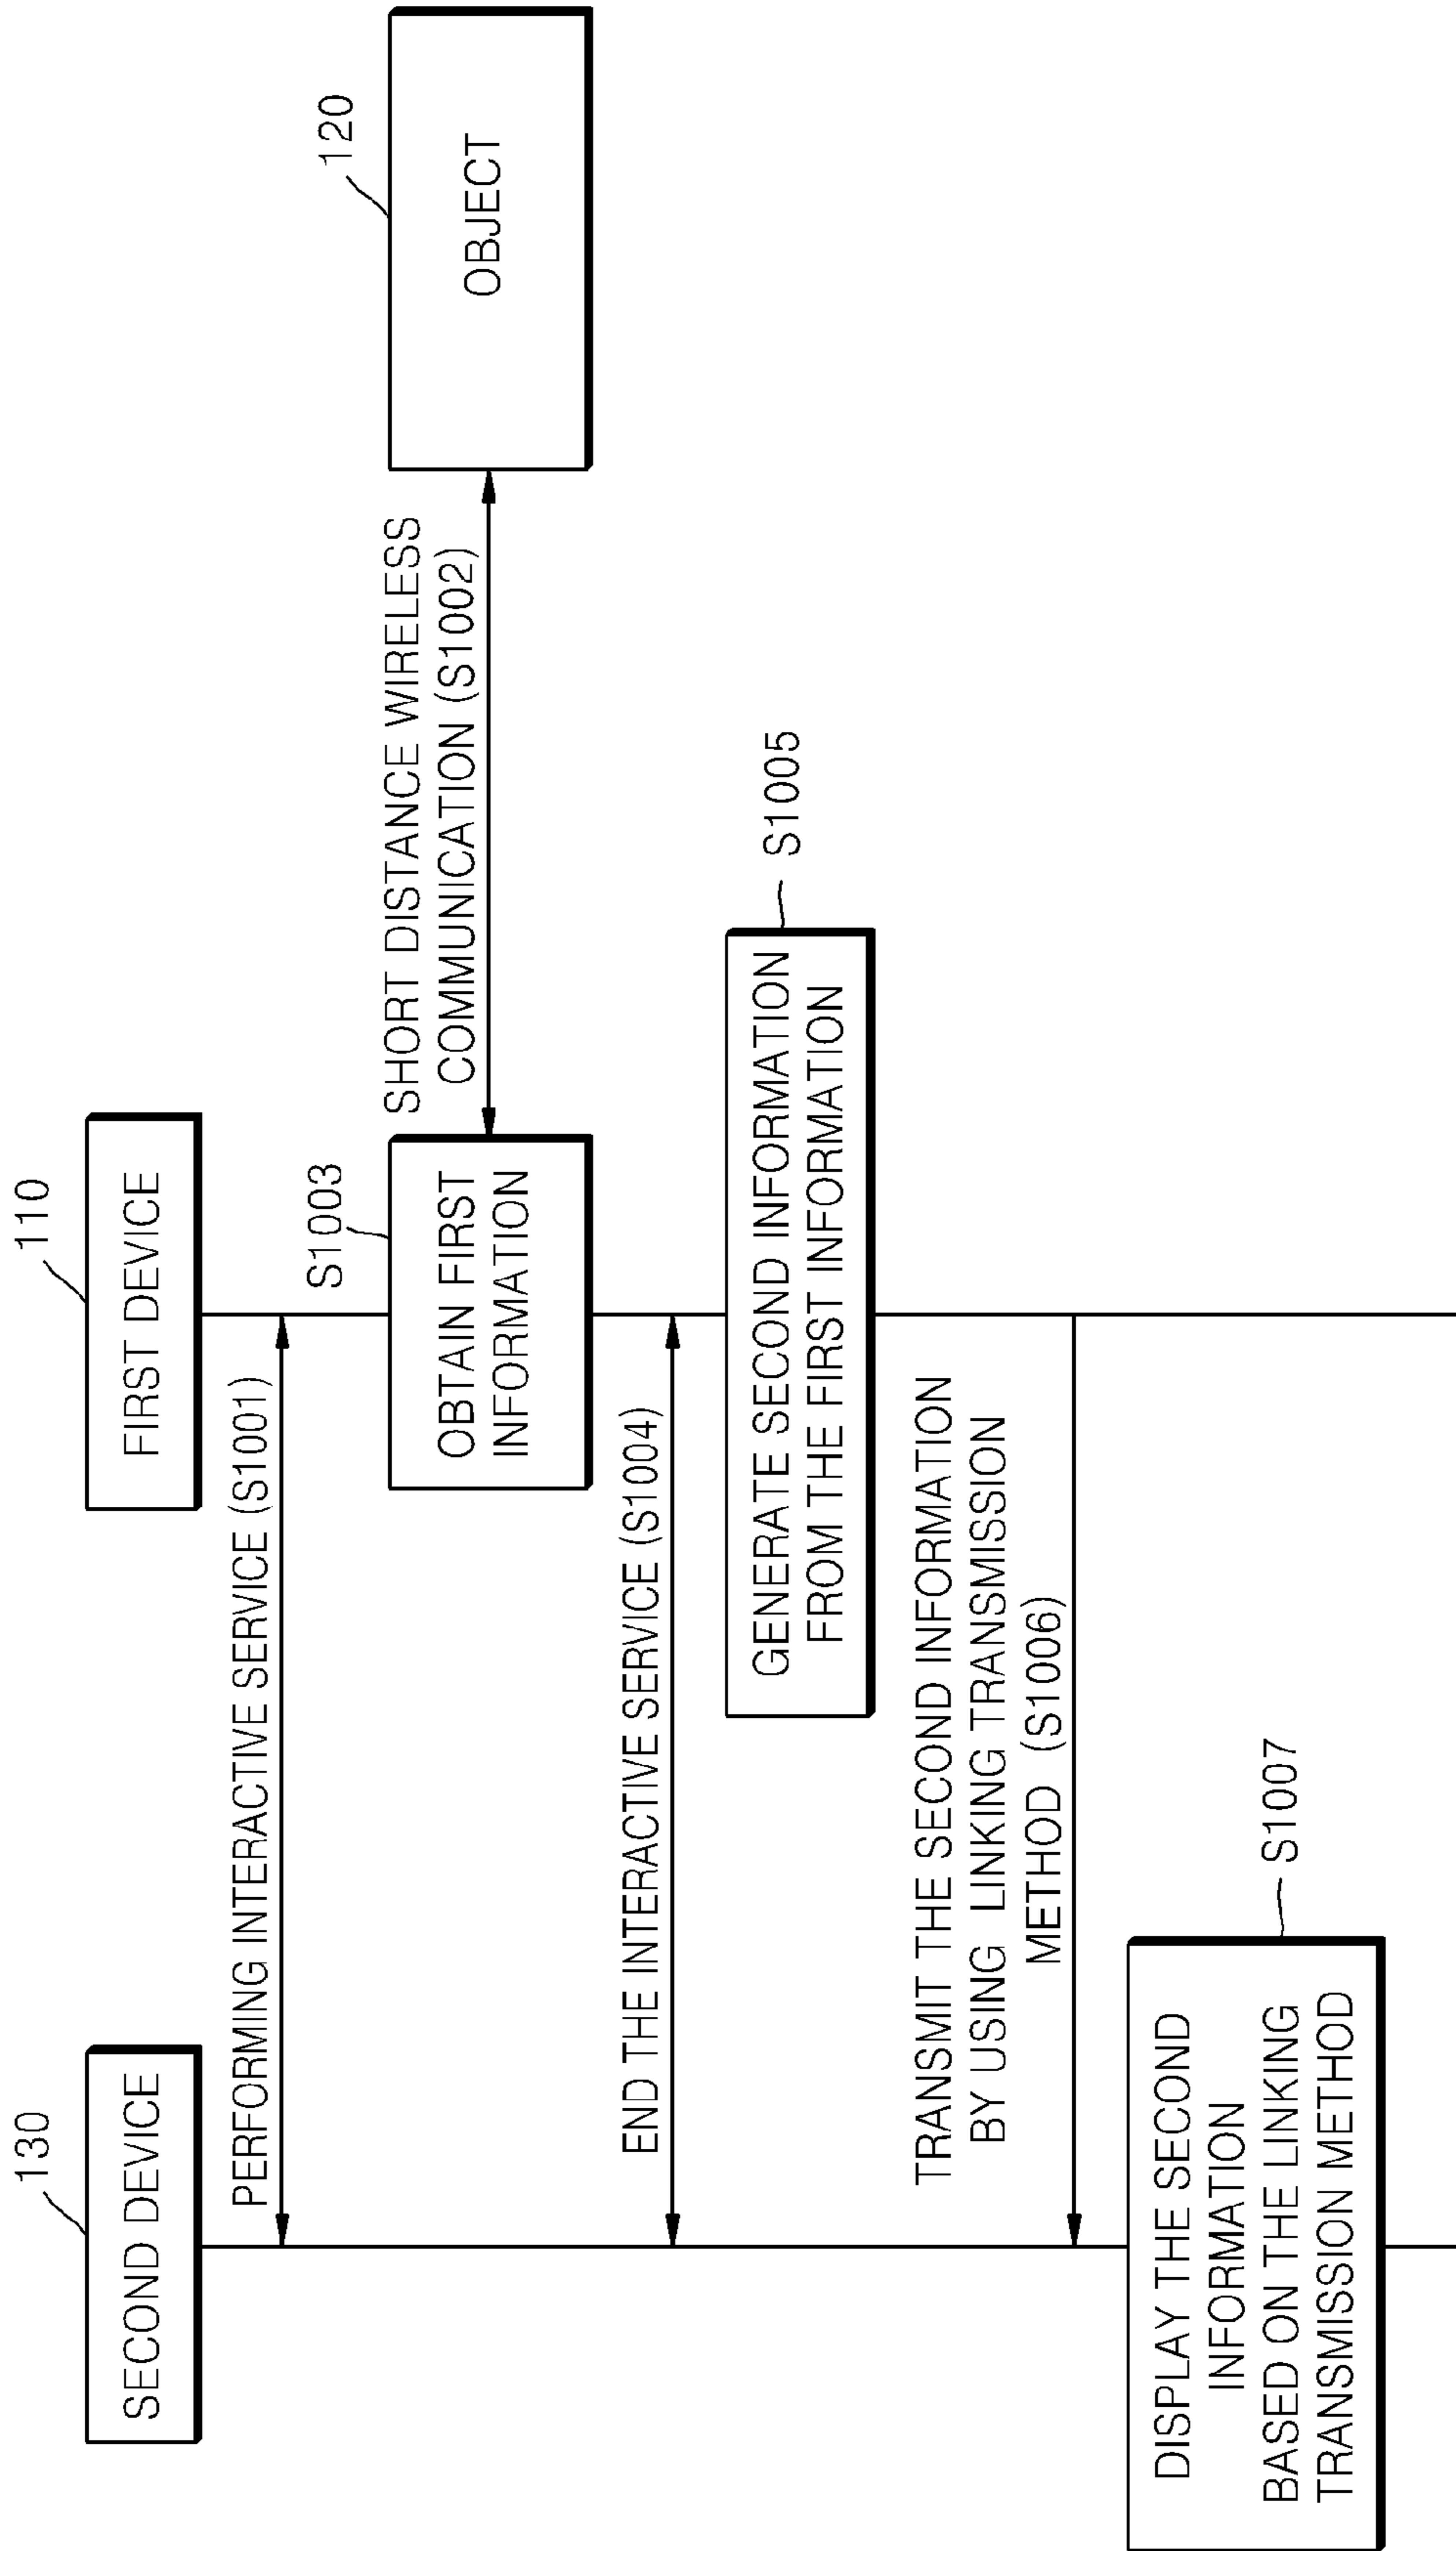 130
SECOND DEVICE
110
FIRST DEVICE
PERFORMING INTERACTIVE SERVICE (S1001)
S1003
OBTAIN FIRST
INFORMATION
SHORT DISTANCE WIRELESS
COMMUNICATION (S1002)
120
OBJECT
END THE INTERACTIVE SERVICE (S1004)
GENERATE SECOND INFORMATION
FROM THE FIRST INFORMATION
S1005
TRANSMIT THE SECOND INFORMATION
BY USING LINKING TRANSMISSION
METHOD (S1006)
DISPLAY THE SECOND
INFORMATION
BASED ON THE LINKING
TRANSMISSION METHOD
S1007